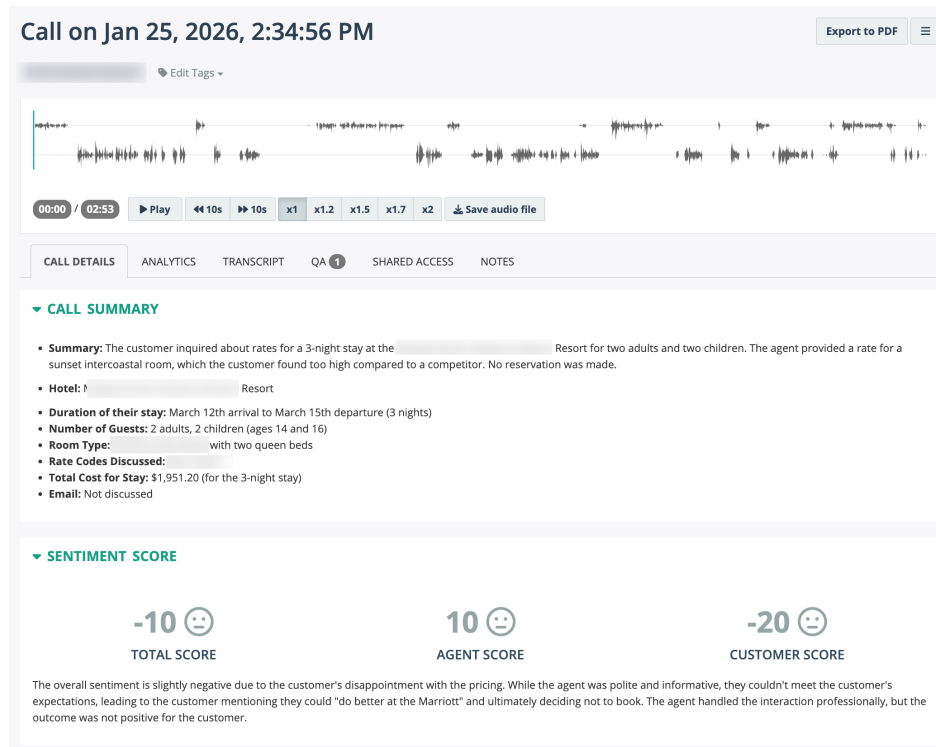 Call on Jan 25, 2026, 2:34:56 PM
Export to PDF
Edit Tags
00:00 / 02:53 Play 10s 10s x1 x1.2 x1.5 x1.7 x2 Save audio file
CALL DETAILS ANALYTICS TRANSCRIPT QA 1 SHARED ACCESS NOTES
CALL SUMMARY
• Summary: The customer inquired about rates for a 3-night stay at the Resort for two adults and two children. The agent provided a rate for a
sunset intercoastal room, which the customer found too high compared to a competitor. No reservation was made.
• Hotel: Resort
• Duration of their stay: March 12th arrival to March 15th departure (3 nights)
• Number of Guests: 2 adults, 2 children (ages 14 and 16)
• Room Type: with two queen beds
• Rate Codes Discussed:
• Total Cost for Stay: $1,951.20 (for the 3-night stay)
• Email: Not discussed
SENTIMENT SCORE
-10 10 -20
TOTAL SCORE AGENT SCORE CUSTOMER SCORE
The overall sentiment is slightly negative due to the customer's disappointment with the pricing. While the agent was polite and informative, they couldn't meet the customer's
expectations, leading to the customer mentioning they could "do better at the Marriott" and ultimately deciding not to book. The agent handled the interaction professionally, but the
outcome was not positive for the customer.